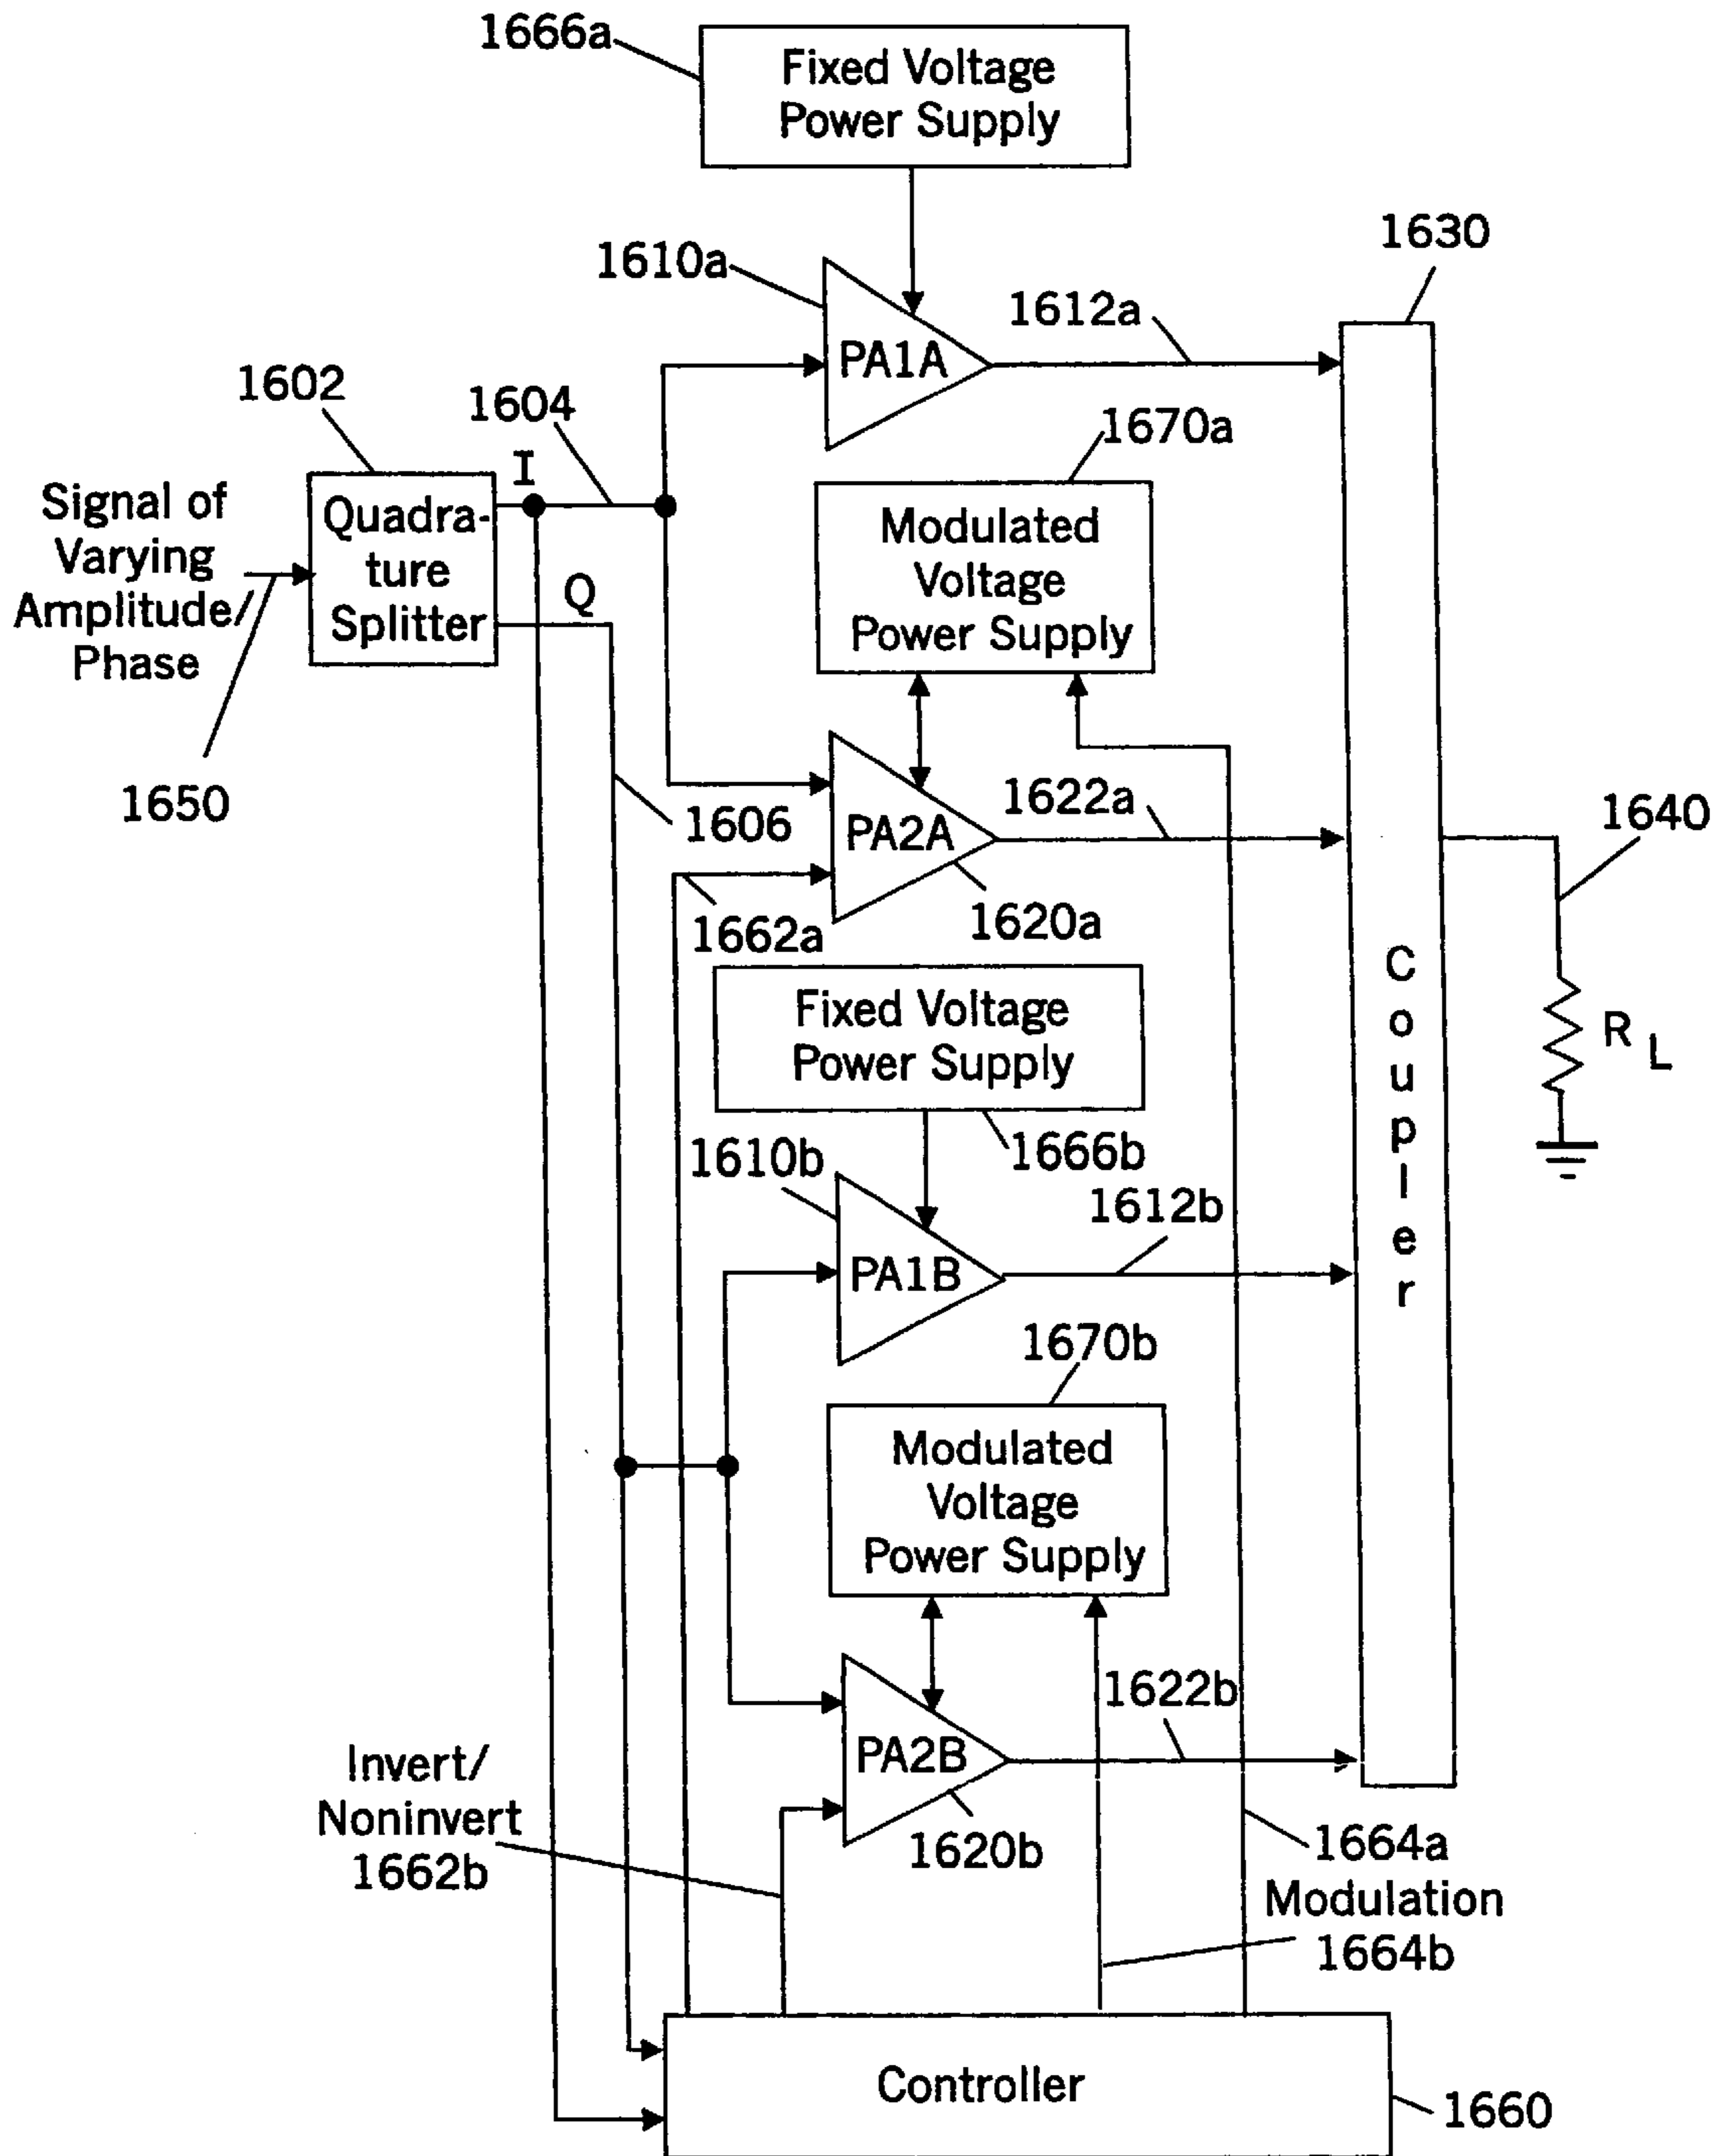 1666a
Fixed Voltage
Power Supply
1630
1610a
1612a
PA1A
1602
1604
1670a
I
Signal of
Varying
Amplitude/
Phase
Quadra-
ture
Splitter
Modulated
Voltage
Power Supply
Q
1650
1606
1622a
1640
PA2A
1662a
1620a
Coupler
Fixed Voltage
Power Supply
R L
1610b
1666b
1612b
PA1B
1670b
Modulated
Voltage
Power Supply
1622b
PA2B
Invert/
Noninvert
1662b
1620b
1664a
Modulation
1664b
Controller
1660